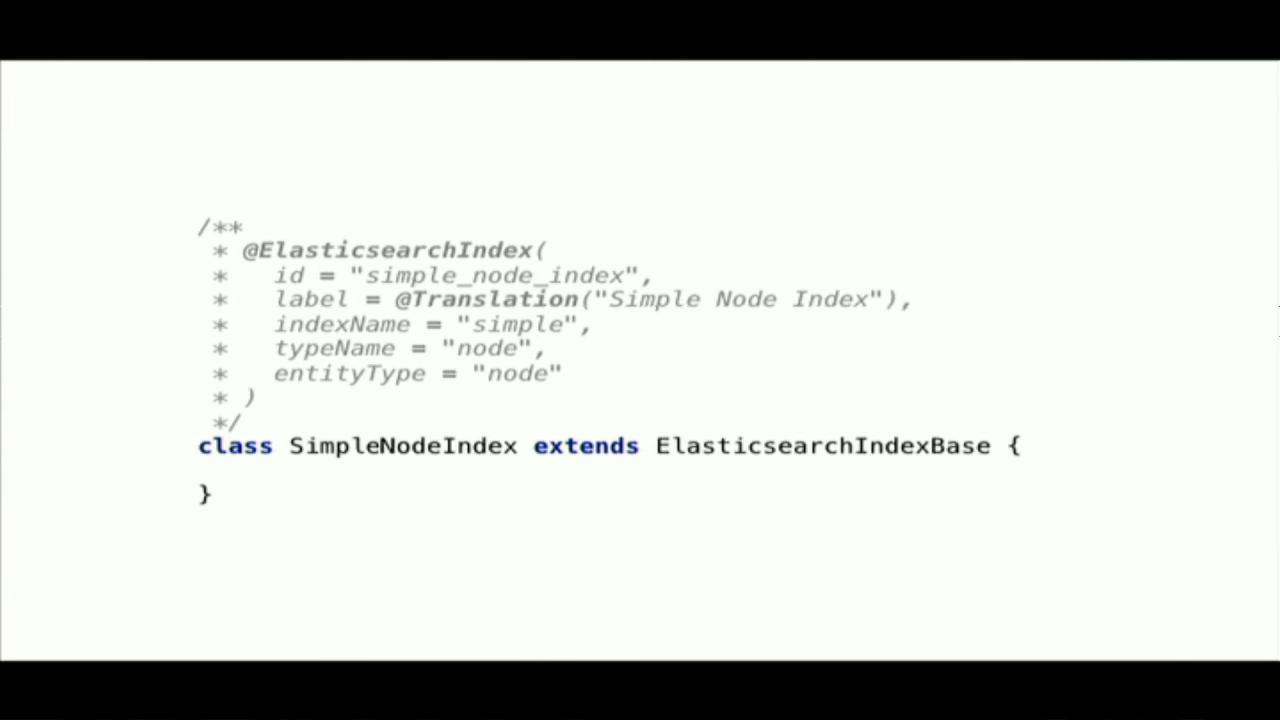 /**
 * @ElasticsearchIndex(
 *   id = "simple_node_index",
 *   label = @Translation("Simple Node Index"),
 *   indexName = "simple",
 *   typeName = "node",
 *   entityType = "node"
 * )
 */
class SimpleNodeIndex extends ElasticsearchIndexBase {
}